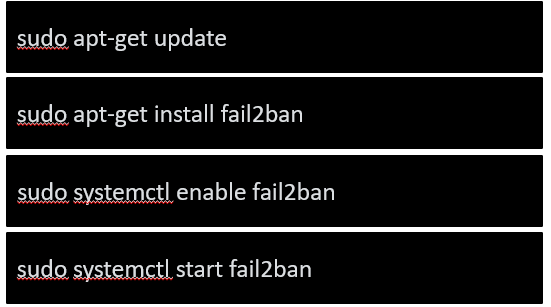 sudo apt-get update
sudo apt-get install fail2ban
sudo systemctl enable fail2ban
sudo systemctl start fail2ban